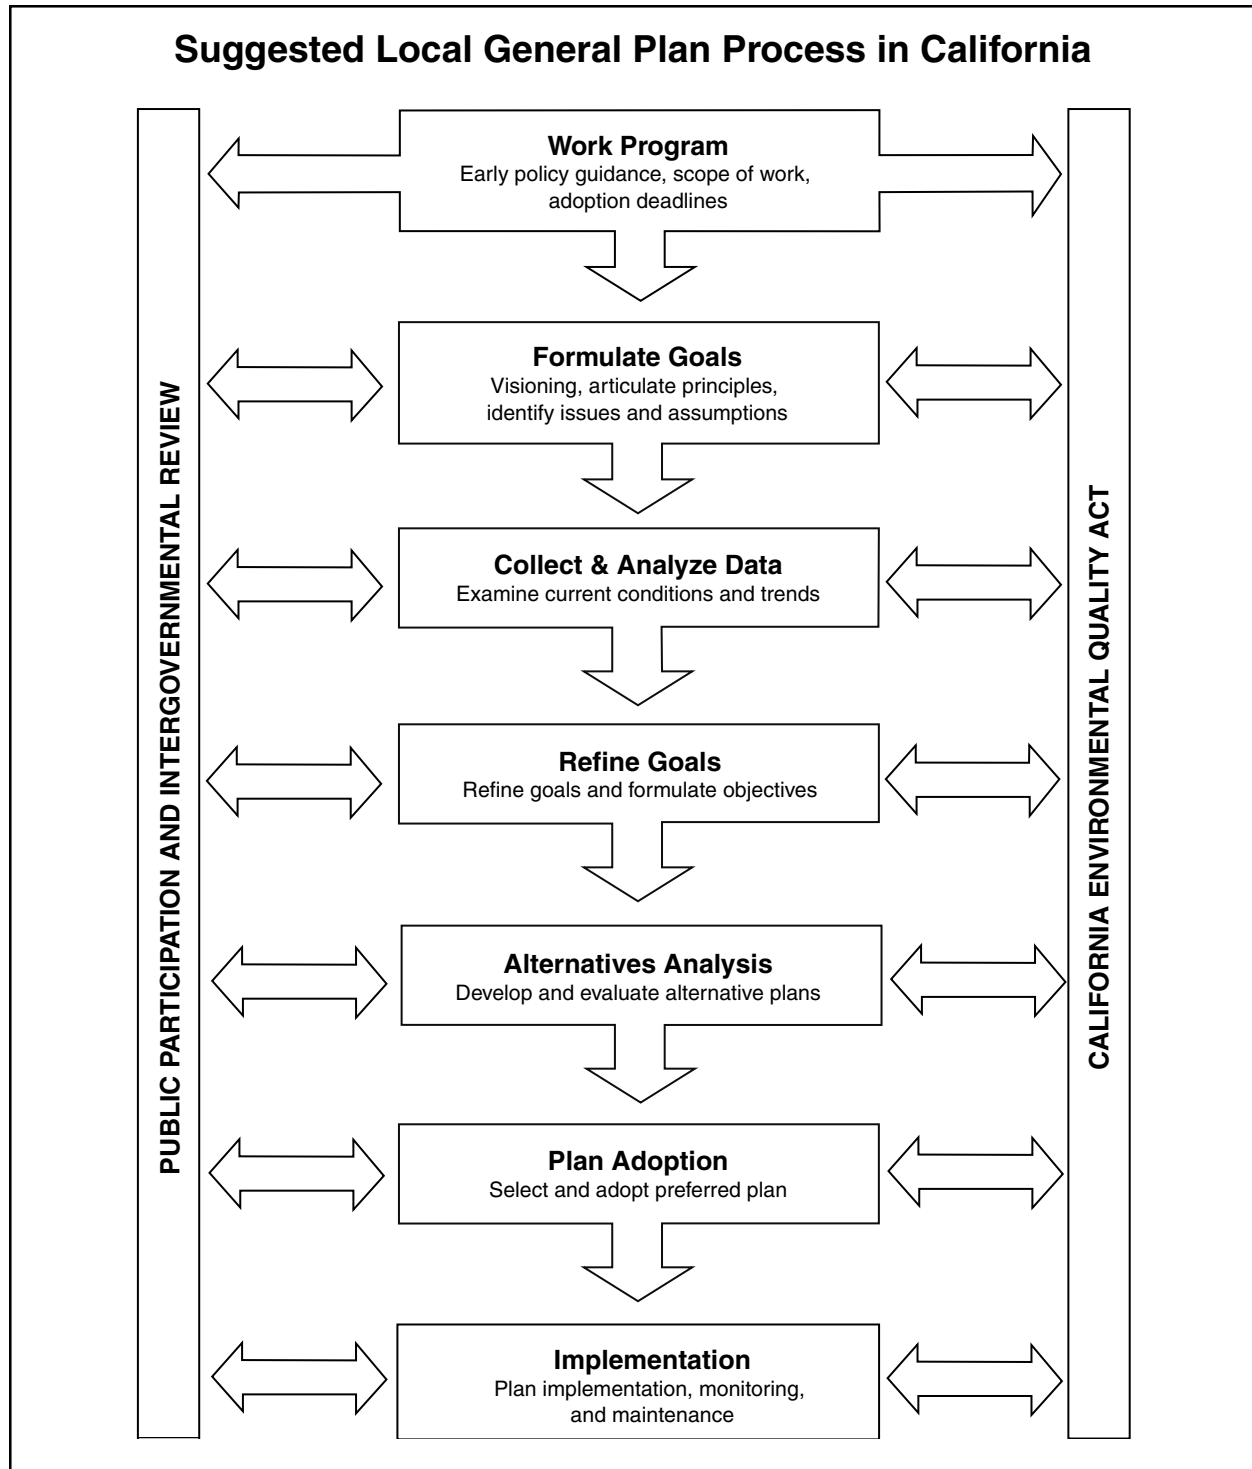 Suggested Local General Plan Process in California
PUBLIC PARTICIPATION AND INTERGOVERNMENTAL REVIEW
Work Program
Early policy guidance, scope of work,
adoption deadlines
Formulate Goals
Visioning, articulate principles,
identify issues and assumptions
Collect & Analyze Data
Examine current conditions and trends
Refine Goals
Refine goals and formulate objectives
Alternatives Analysis
Develop and evaluate alternative plans
Plan Adoption
Select and adopt preferred plan
Implementation
Plan implementation, monitoring,
and maintenance
CALIFORNIA ENVIRONMENTAL QUALITY ACT